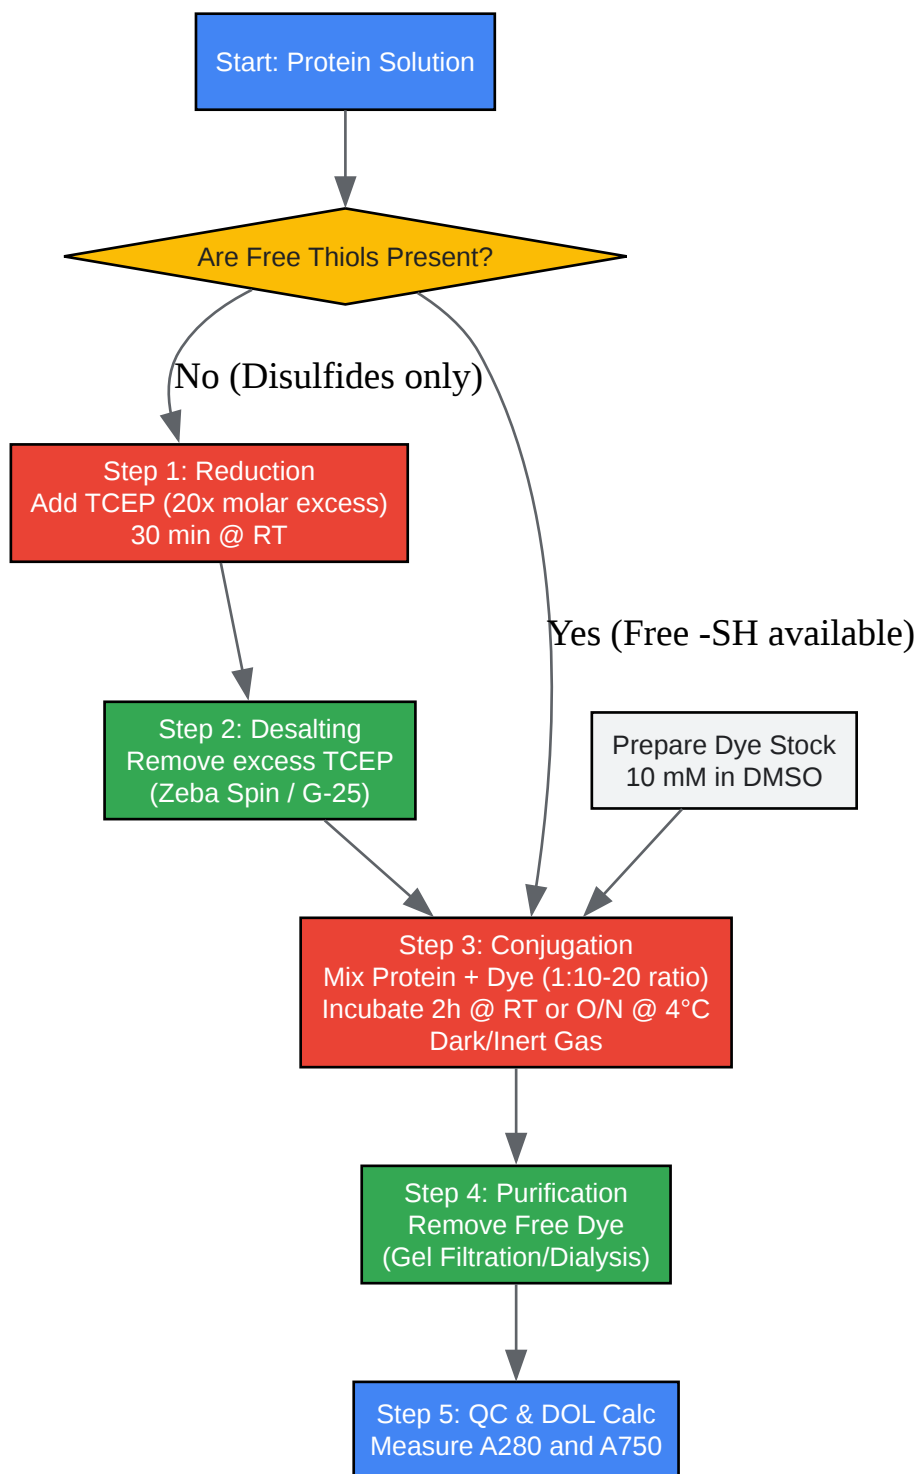 Start: Protein Solution
Are Free Thiols Present?
No (Disulfides only)
Step 1: Reduction
Add TCEP (20x molar excess)
30 min @ RT
Yes (Free -SH available)
Step 2: Desalting
Remove excess TCEP
(Zeba Spin / G-25)
Prepare Dye Stock
10 mM in DMSO
Step 3: Conjugation
Mix Protein + Dye (1:10-20 ratio)
Incubate 2h @ RT or O/N @ 4°C
Dark/Inert Gas
Step 4: Purification
Remove Free Dye
(Gel Filtration/Dialysis)
Step 5: QC & DOL Calc
Measure A280 and A750